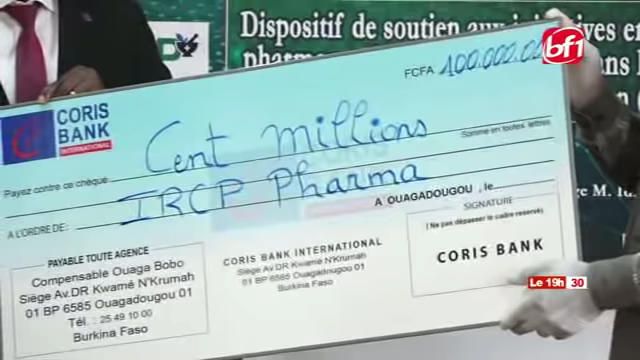 Dispositif de soutien aux initiatives en
bf1
FCFA 100.000.000
CORIS
BANK
INTERNATIONAL
Payez contre ce chèque
Cent millions
Somme en toutes lettres
A L'ORDRE DE:
IRCP Pharma
A OUAGADOUGOU, le
SIGNATURE
( Ne pas dépasser le cadre réservé )
CORIS BANK
PAYABLE TOUTE AGENCE
Compensable Ouaga Bobo
Siège Av.DR Kwamé N'Krumah
01 BP 6585 Ouagadougou 01
Tél. : 25 49 10 00
Burkina Faso
CORIS BANK INTERNATIONAL
Siège Av.DR Kwamé N'Krumah
01 BP 6585 Ouagadougou 01
Burkina Faso
Le 19h 30